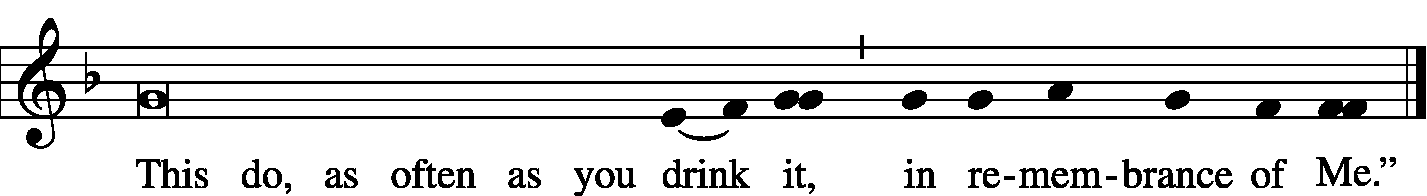 This do, as often as you drink it, in re-mem-brance of Me.”